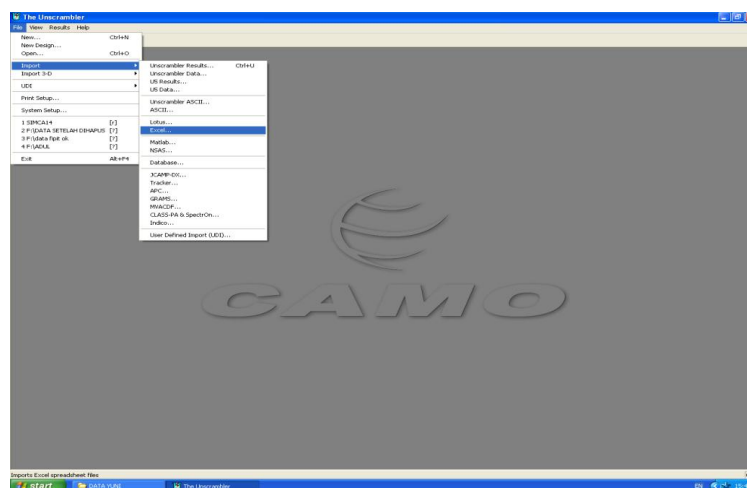 The Unscrambler
File View Results Help
New... Ctrl+N
New Design...
Open... Ctrl+O
Import
Import 3-D
UDI
Print Setup...
System Setup...
1 SIMCA14 [r]
2 F:\DATA SETELAH DIHAPUS [?]
3 F:\data fipit ok [?]
4 F:\ADUL [?]
Exit Alt+F4
Unscrambler Results... Ctrl+U
Unscrambler Data...
US Results...
US Data...
Unscrambler ASCII...
ASCII...
Lotus...
Excel...
Matlab...
NSAS...
Database...
JCAMP-DX...
Tracker...
APC...
GRAMS...
MVACDF...
CLASS-PA & SpectrOn...
Indico...
User Defined Import (UDI)...
CAMO
Imports Excel spreadsheet files
start DATA YUNI The Unscrambler EN